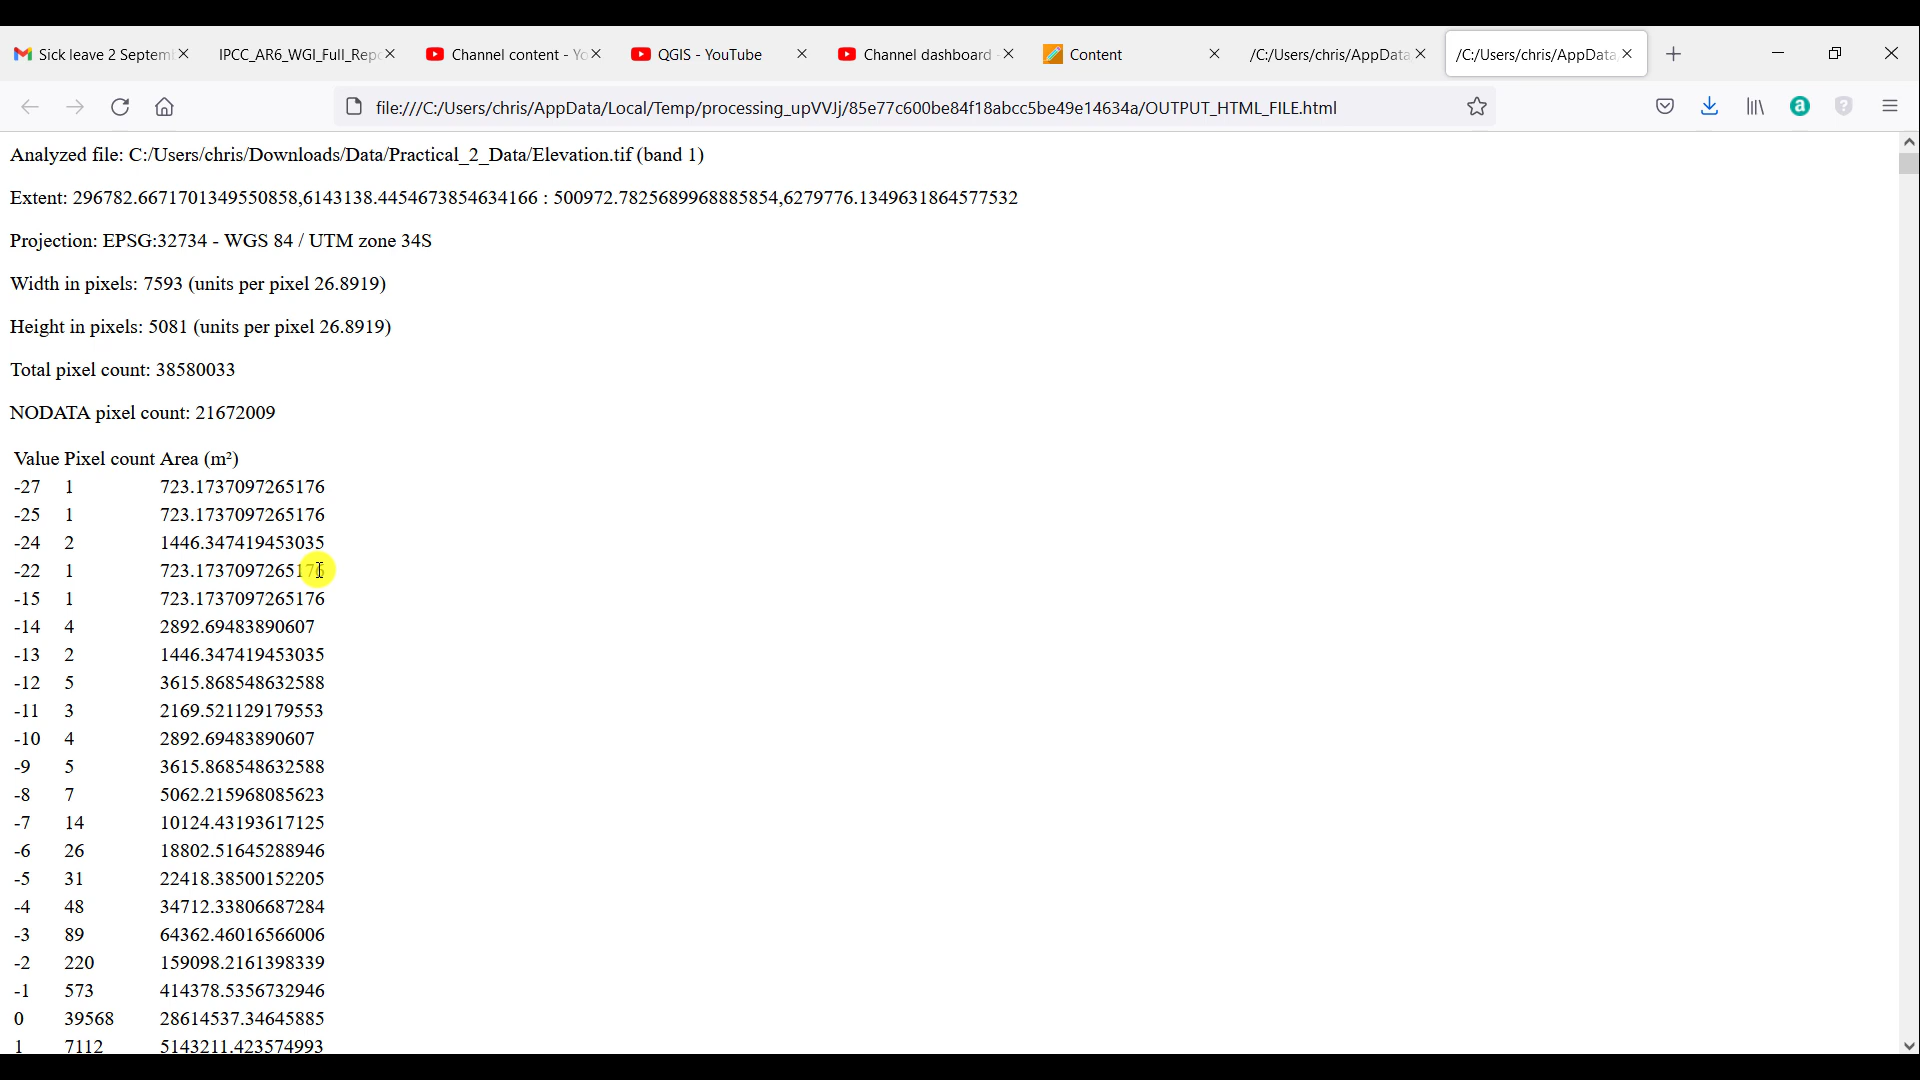 Sick leave 2 Septem
IPCC_AR6_WGI_Full_Rep
Channel content - Yo
QGIS - YouTube
Channel dashboard
Content
/C:/Users/chris/AppData
/C:/Users/chris/AppData
file:///C:/Users/chris/AppData/Local/Temp/processing_upVVJj/85e77c600be84f18abcc5be49e14634a/OUTPUT_HTML_FILE.html
Analyzed file: C:/Users/chris/Downloads/Data/Practical_2_Data/Elevation.tif (band 1)
Extent: 296782.6671701349550858,6143138.4454673854634166 : 500972.7825689968885854,6279776.1349631864577532
Projection: EPSG:32734 - WGS 84 / UTM zone 34S
Width in pixels: 7593 (units per pixel 26.8919)
Height in pixels: 5081 (units per pixel 26.8919)
Total pixel count: 38580033
NODATA pixel count: 21672009
Value Pixel count Area (m²)
-27 1 723.1737097265176
-25 1 723.1737097265176
-24 2 1446.347419453035
-22 1 723.1737097265176
-15 1 723.1737097265176
-14 4 2892.69483890607
-13 2 1446.347419453035
-12 5 3615.868548632588
-11 3 2169.521129179553
-10 4 2892.69483890607
-9 5 3615.868548632588
-8 7 5062.215968085623
-7 14 10124.43193617125
-6 26 18802.51645288946
-5 31 22418.38500152205
-4 48 34712.33806687284
-3 89 64362.46016566006
-2 220 159098.2161398339
-1 573 414378.5356732946
0 39568 28614537.34645885
1 7112 5143211.423574993